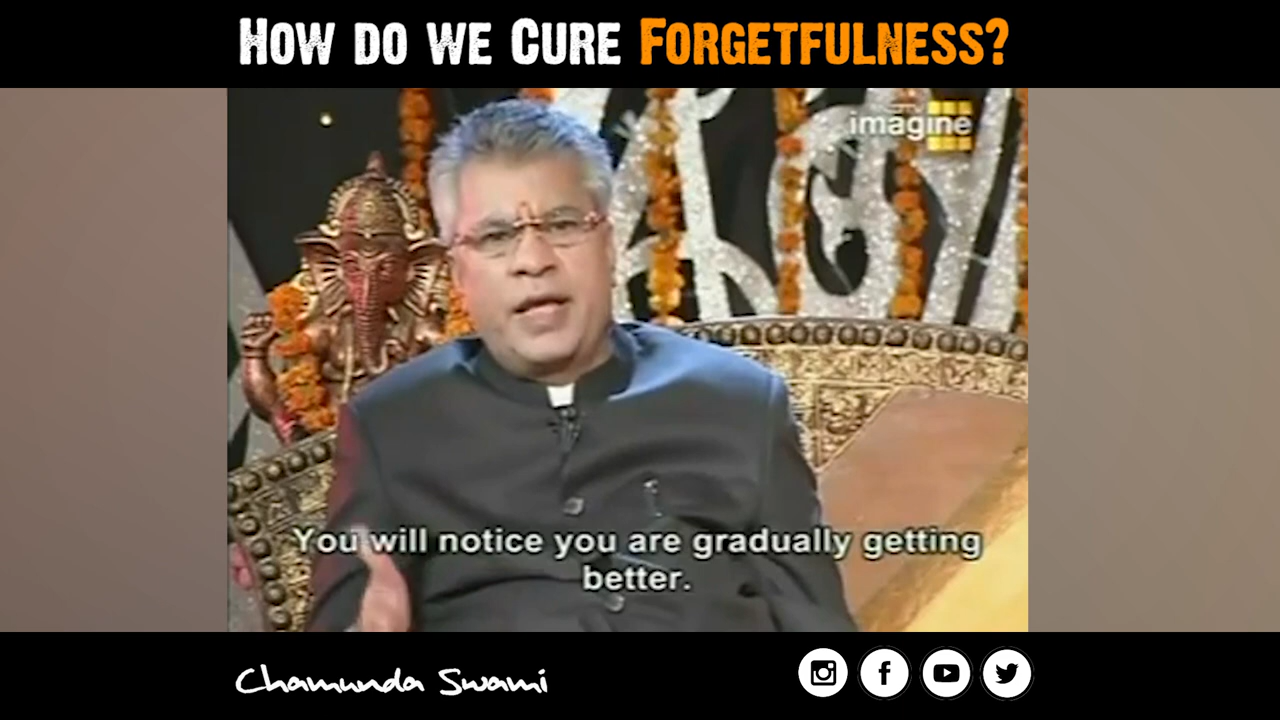 How do we Cure Forgetfulness?
imagine
You will notice you are gradually getting
better.
Chamunda Swami